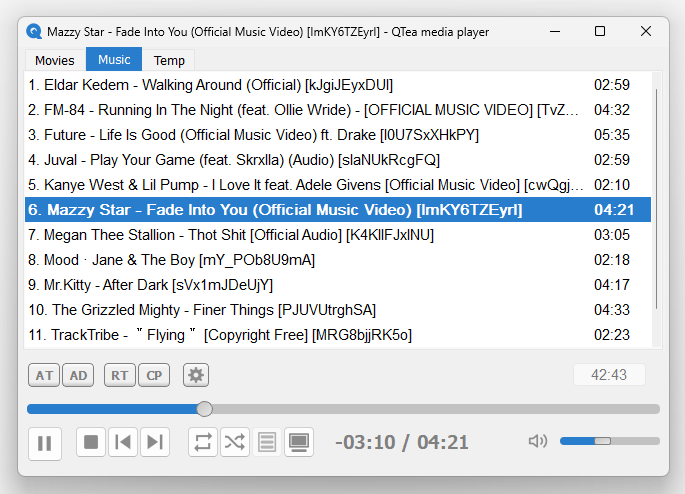 Mazzy Star - Fade Into You (Official Music Video) [ImKY6TZEyrI] - QTea media player
Movies Music Temp
1. Eldar Kedem - Walking Around (Official) [kJgiJEyxDUI] 02:59
2. FM-84 - Running In The Night (feat. Ollie Wride) - [OFFICIAL MUSIC VIDEO] [TvZ... 04:32
3. Future - Life Is Good (Official Music Video) ft. Drake [l0U7SxXHkPY] 05:35
4. Juval - Play Your Game (feat. Skrxlla) (Audio) [slaNUkRcgFQ] 02:59
5. Kanye West & Lil Pump - I Love It feat. Adele Givens [Official Music Video] [cwQgj... 02:10
6. Mazzy Star - Fade Into You (Official Music Video) [ImKY6TZEyrI] 04:21
7. Megan Thee Stallion - Thot Shit [Official Audio] [K4KlIFJxlNU] 03:05
8. Mood · Jane & The Boy [mY_POb8U9mA] 02:18
9. Mr.Kitty - After Dark [sVx1mJDeUjY] 04:17
10. The Grizzled Mighty - Finer Things [PJUVUtrghSA] 04:33
11. TrackTribe - ＂Flying＂ [Copyright Free] [MRG8bjjRK5o] 02:23
AT AD RT CP 42:43
-03:10 / 04:21